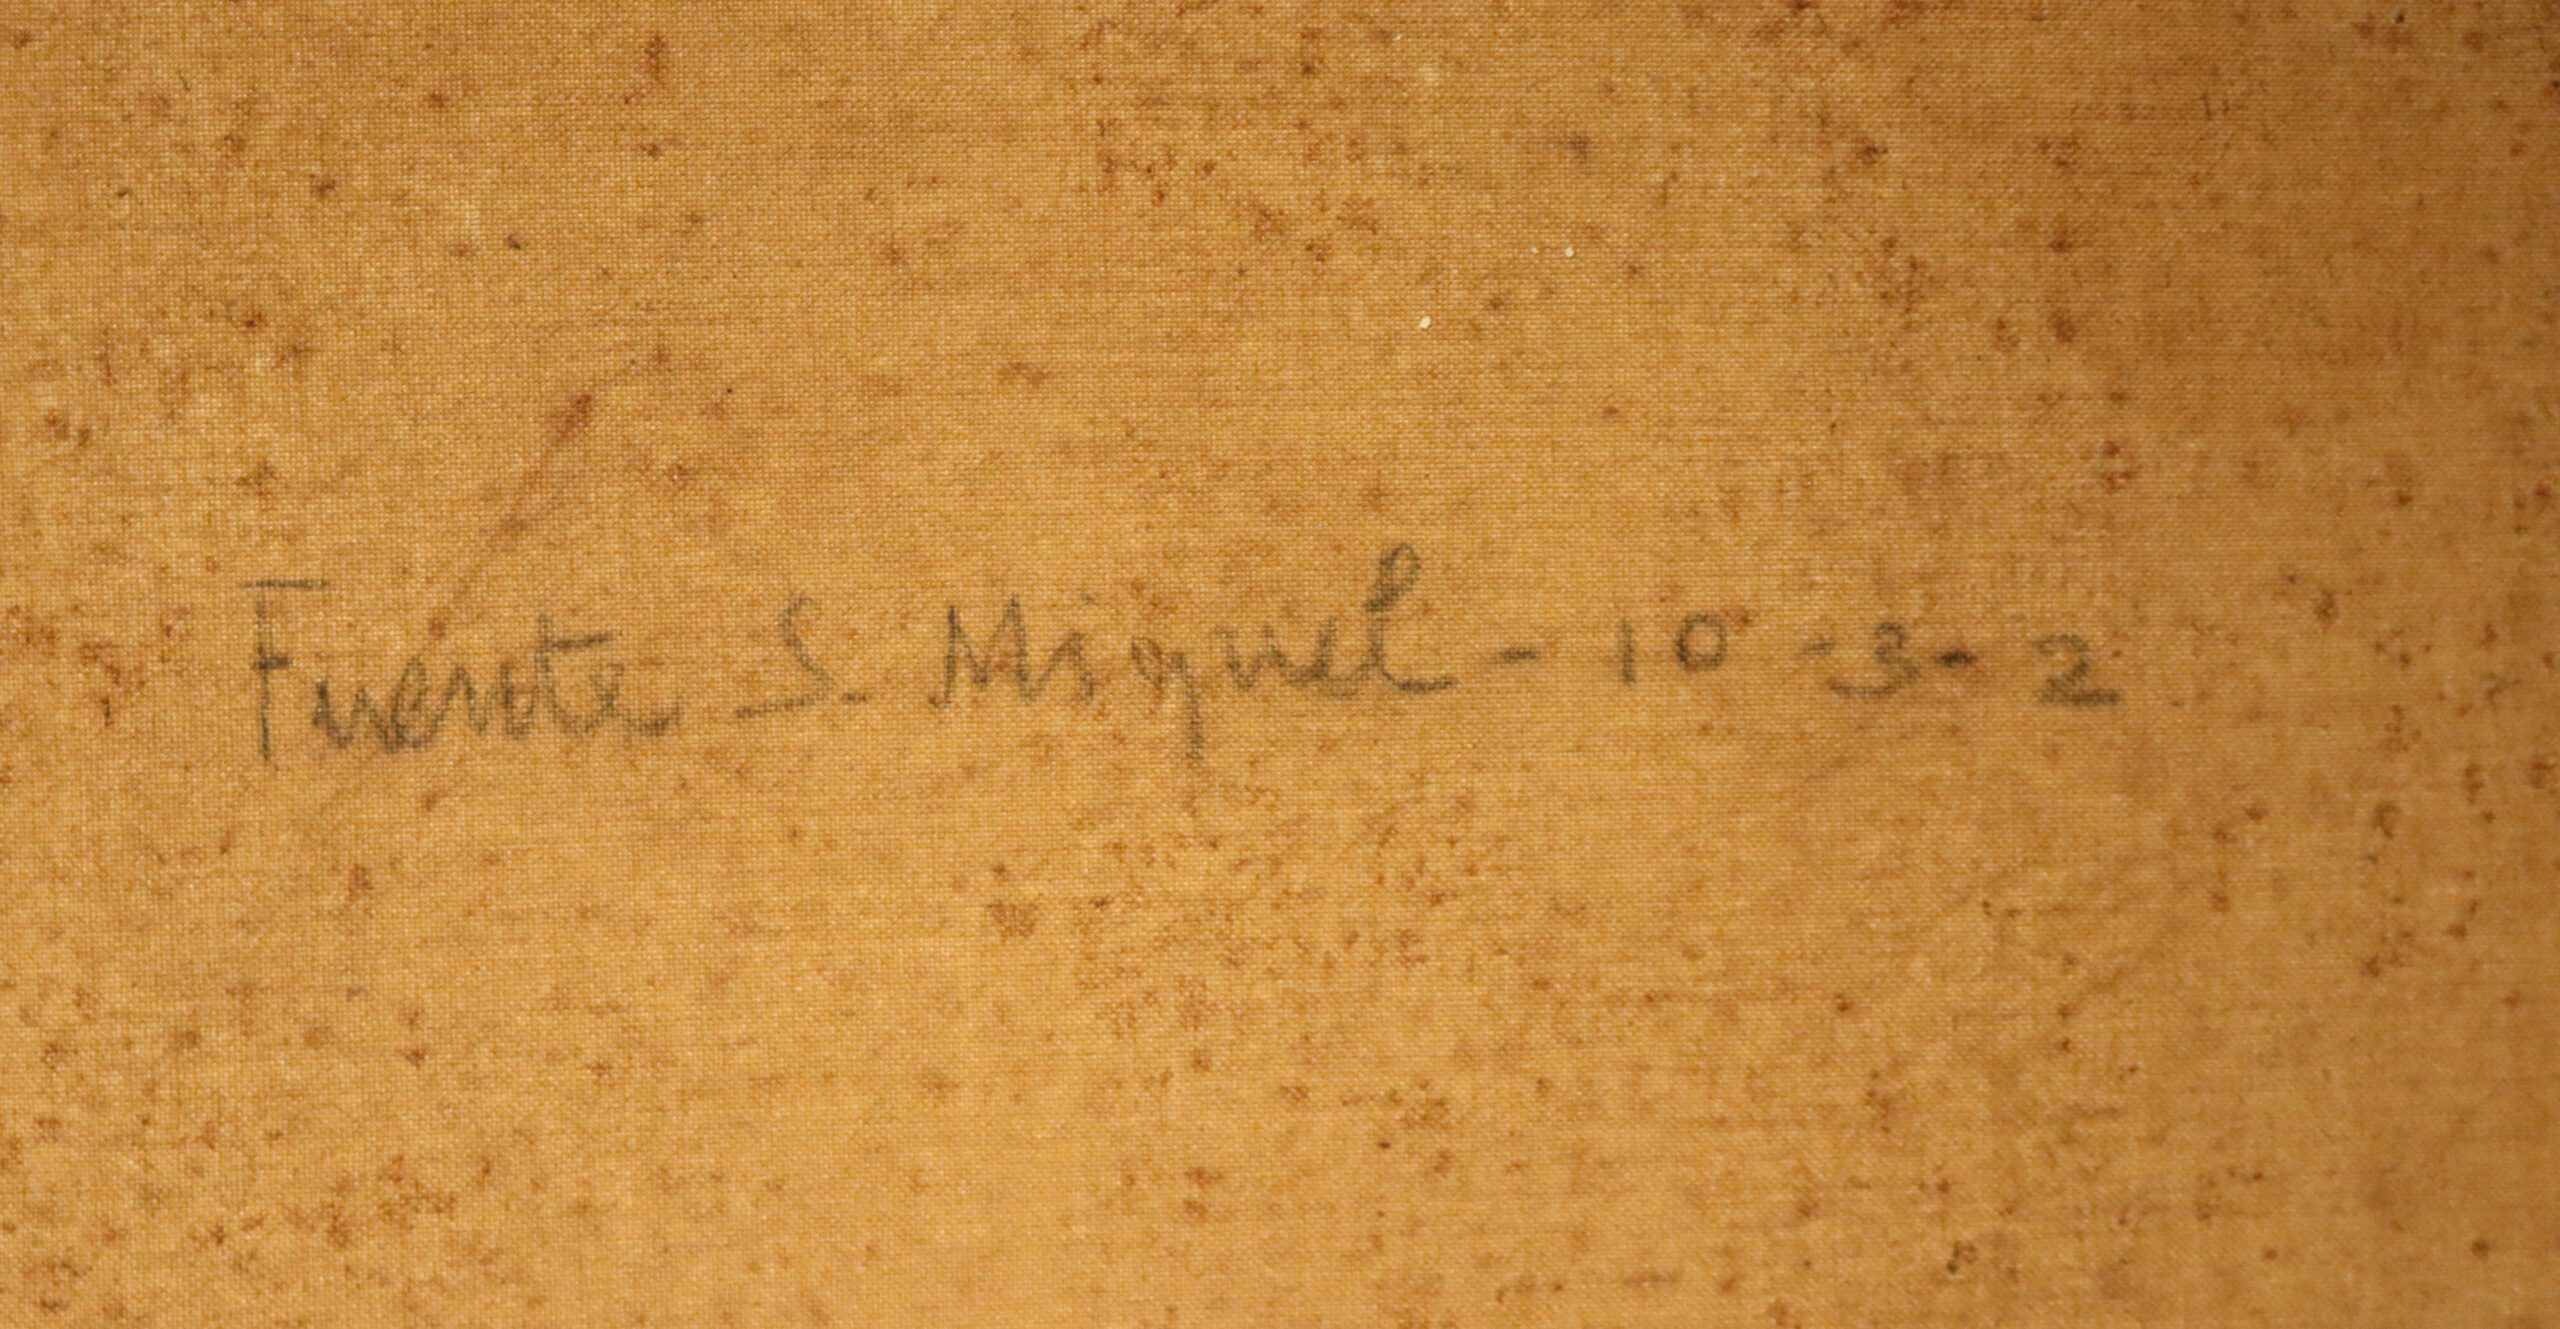 Fuente S. Miguel - 10 - 3 - 2